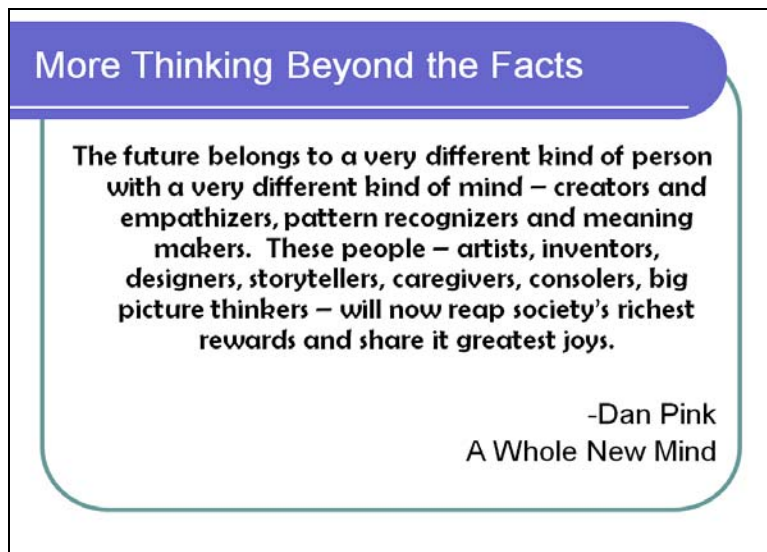 More Thinking Beyond the Facts
The future belongs to a very different kind of person
with a very different kind of mind – creators and
empathizers, pattern recognizers and meaning
makers.  These people – artists, inventors,
designers, storytellers, caregivers, consolers, big
picture thinkers – will now reap society’s richest
rewards and share it greatest joys.
-Dan Pink
A Whole New Mind